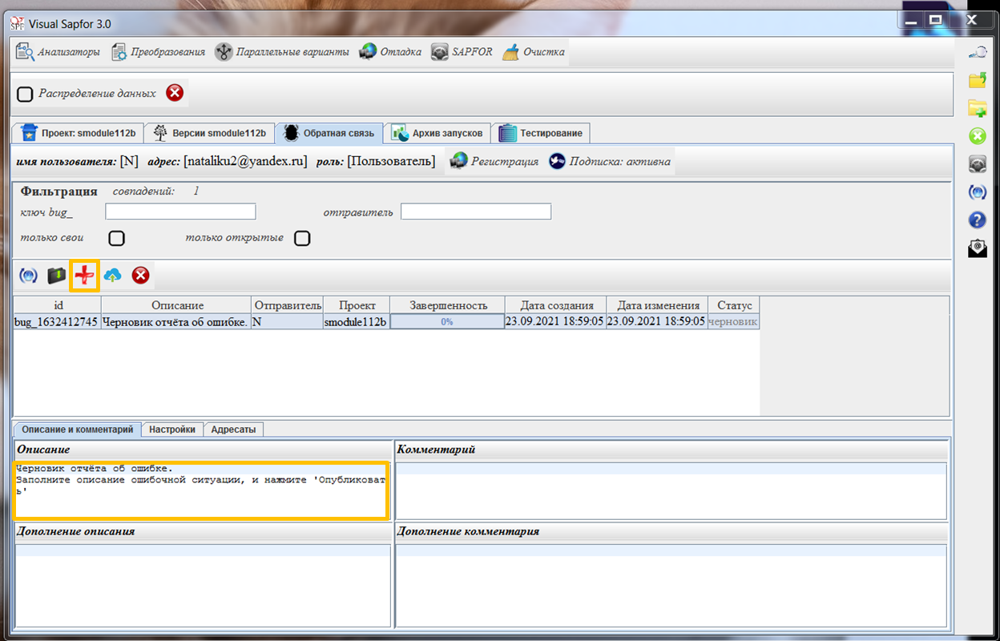 Visual Sapfor 3.0
Анализаторы Преобразования Параллельные варианты Отладка SAPFOR Очистка
Распределение данных
Проект: smodule112b Версии smodule112b Обратная связь Архив запусков Тестирование
имя пользователя: [N] адрес: [nataliku2@yandex.ru] роль: [Пользователь] Регистрация Подписка: активна
Фильтрация совпадений: 1
ключ bug_ отправитель
только свои только открытые
id Описание Отправитель Проект Завершенность Дата создания Дата изменения Статус
bug_1632412745 Черновик отчёта об ошибке. N smodule112b 0% 23.09.2021 18:59:05 23.09.2021 18:59:05 черновик
Описание и комментарий Настройки Адресаты
Описание Комментарий
Черновик отчёта об ошибке.
Заполните описание ошибочной ситуации, и нажмите 'Опубликоват
ь'
Дополнение описания Дополнение комментария